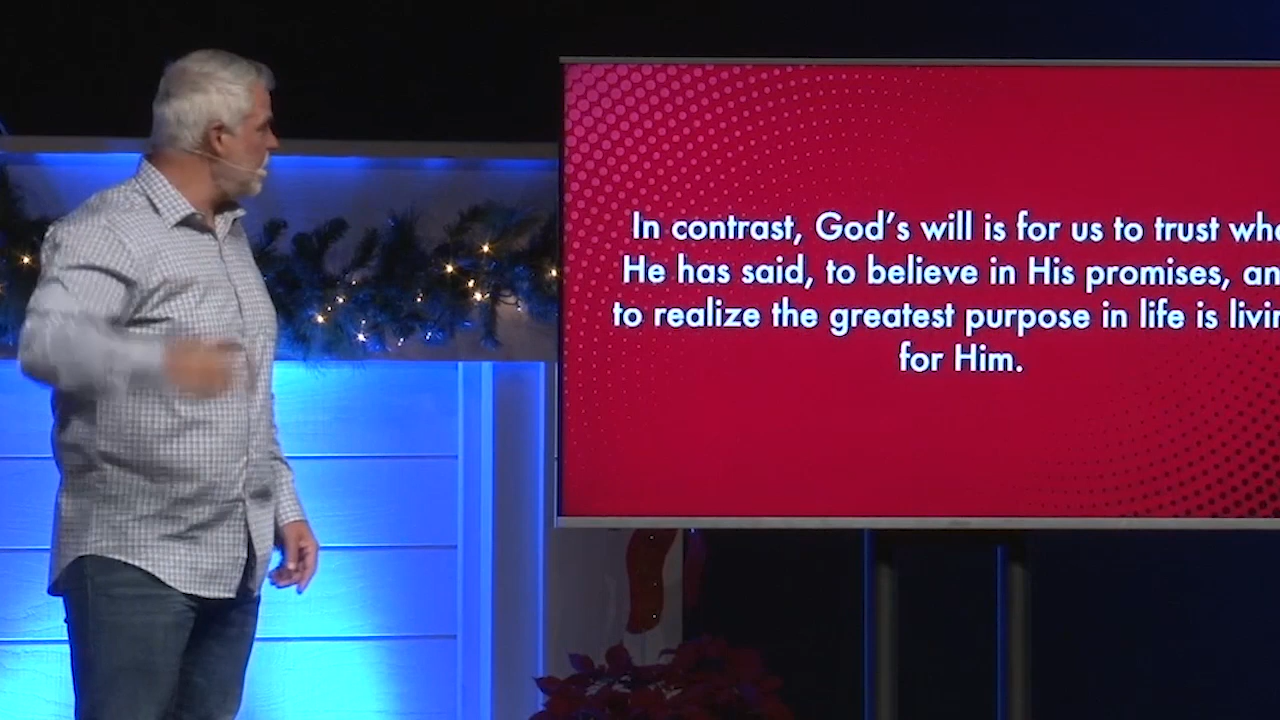 In contrast, God's will is for us to trust
He has said, to believe in His promises,
to realize the greatest purpose in life is
for Him.